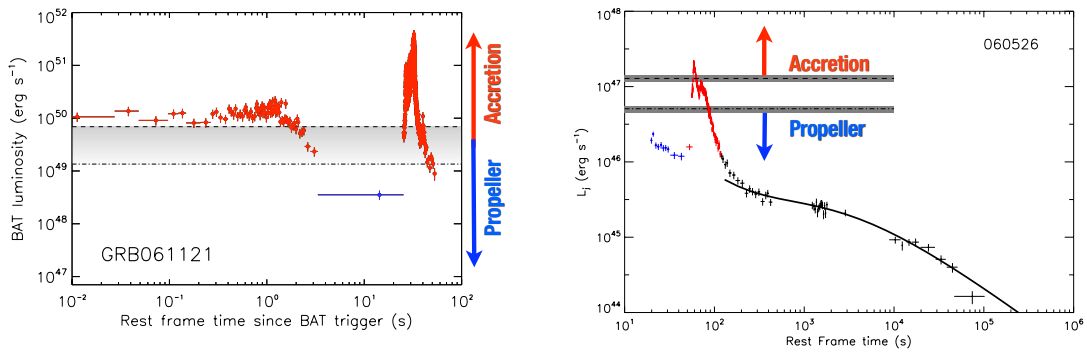 10^52
10^51
10^50
10^49
10^48
10^47
BAT luminosity (erg s^-1)
GRB061121
10^-2
10^-1
10^0
10^1
10^2
Rest frame time since BAT trigger (s)
Accretion
Propeller
10^48
10^47
10^46
10^45
10^44
L_j (erg s^-1)
060526
Accretion
Propeller
10^1
10^2
10^3
10^4
10^5
10^6
Rest Frame time (s)